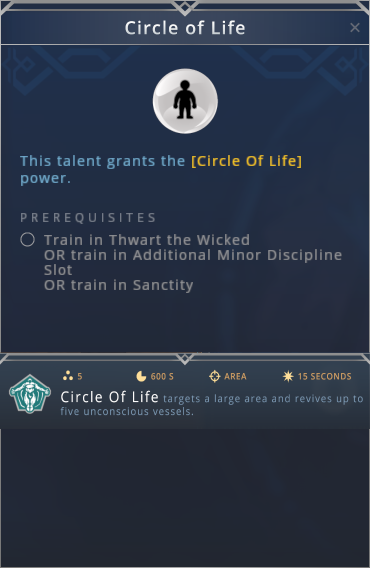 Circle of Life
This talent grants the [Circle Of Life]
power.
PREREQUISITES
Train in Thwart the Wicked
OR train in Additional Minor Discipline
Slot
OR train in Sanctity
5 600 S AREA 15 SECONDS
Circle Of Life targets a large area and revives up to
five unconscious vessels.